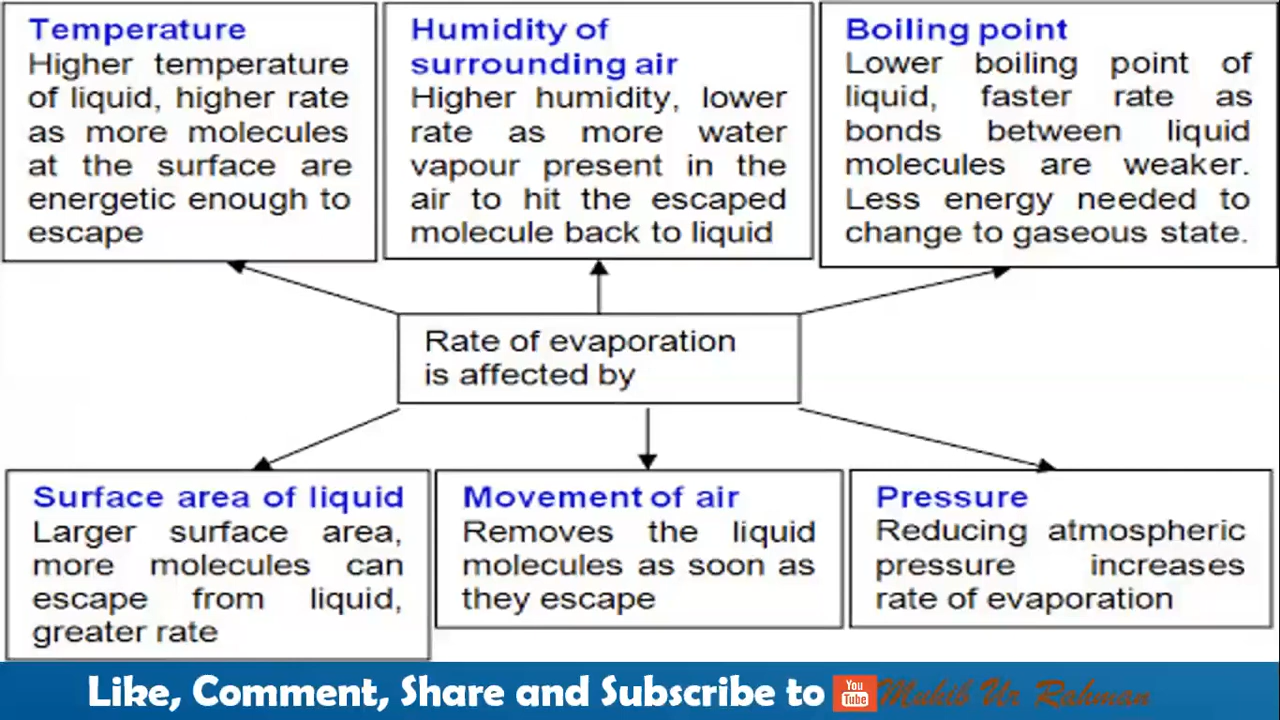 Temperature
Higher temperature
of liquid, higher rate
as more molecules
at the surface are
energetic enough to
escape
Humidity of
surrounding air
Higher humidity, lower
rate as more water
vapour present in the
air to hit the escaped
molecule back to liquid
Boiling point
Lower boiling point of
liquid, faster rate as
bonds between liquid
molecules are weaker.
Less energy needed to
change to gaseous state.
Rate of evaporation
is affected by
Surface area of liquid
Larger surface area,
more molecules can
escape from liquid,
greater rate
Movement of air
Removes the liquid
molecules as soon as
they escape
Pressure
Reducing atmospheric
pressure increases
rate of evaporation
Like, Comment, Share and Subscribe to You Tube Muhib Ur Rahman